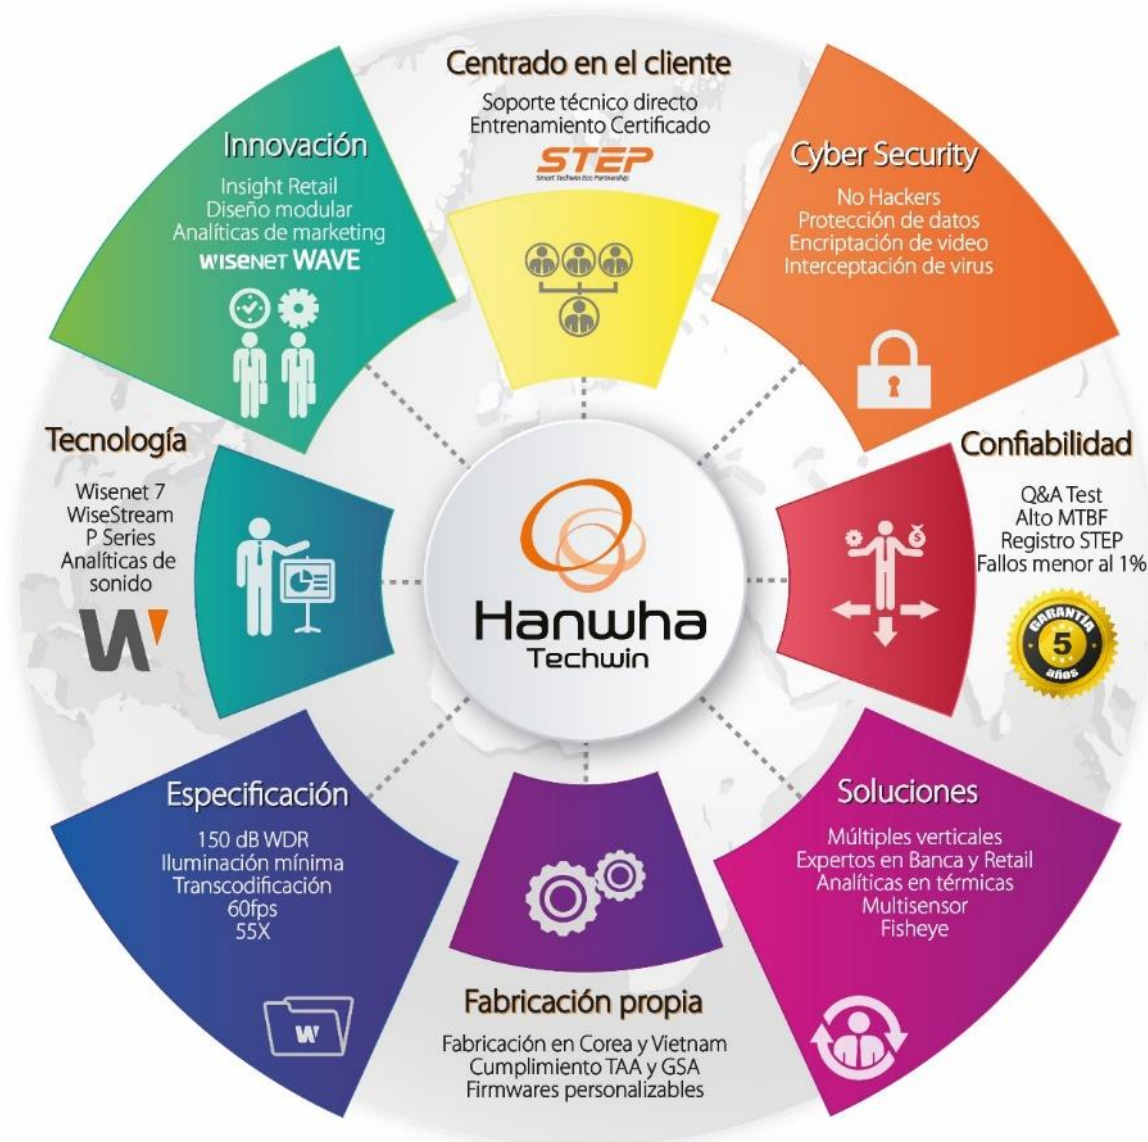 Centrado en el cliente
Soporte técnico directo
Entrenamiento Certificado
STEP
Smart Techwin Eco Partnership
Cyber Security
No Hackers
Protección de datos
Encriptación de video
Interceptación de virus
Confiabilidad
Q&A Test
Alto MTBF
Registro STEP
Fallos menor al 1%
GARANTÍA
5
años
Soluciones
Múltiples verticales
Expertos en Banca y Retail
Analíticas en térmicas
Multisensor
Fisheye
Fabricación propia
Fabricación en Corea y Vietnam
Cumplimiento TAA y GSA
Firmwares personalizables
Especificación
150 dB WDR
Iluminación mínima
Transcodificación
60fps
55X
W
Tecnología
Wisenet 7
WiseStream
P Series
Analíticas de
sonido
W
Innovación
Insight Retail
Diseño modular
Analíticas de marketing
WISENET WAVE
Hanwha
Techwin